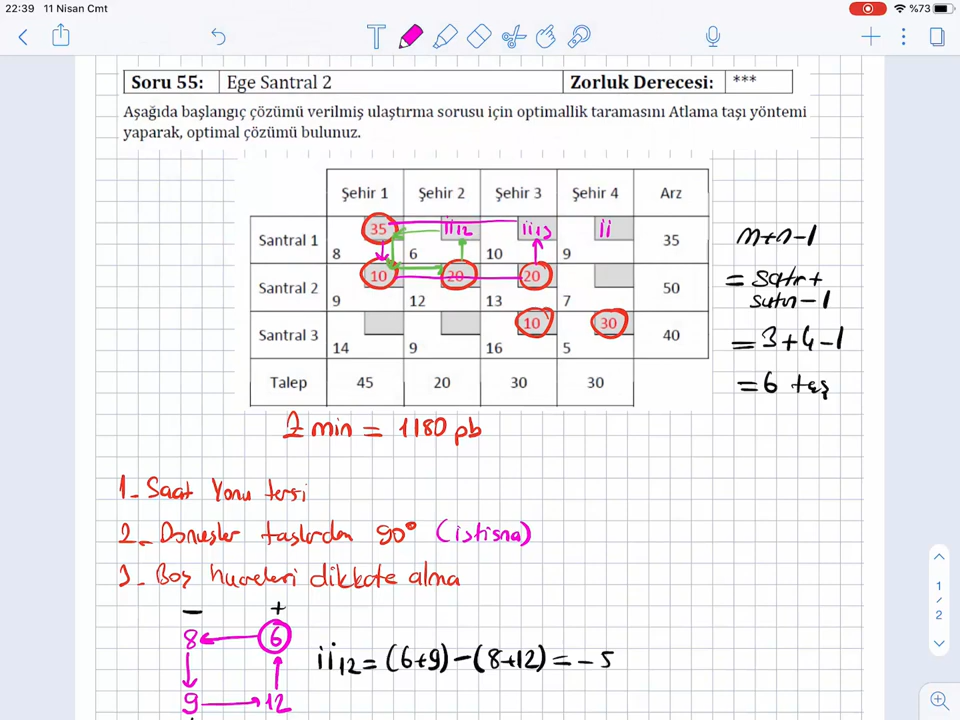 22:39 11 Nisan Cmt %73
Soru 55: Ege Santral 2 Zorluk Derecesi: ***
Aşağıda başlangıç çözümü verilmiş ulaştırma sorusu için optimallik taramasını Atlama taşı yöntemi
yaparak, optimal çözümü bulunuz.
Şehir 1 Şehir 2 Şehir 3 Şehir 4 Arz
Santral 1 35 8 ii12 6 ii13 10 ii 9 35
Santral 2 10 9 20 12 20 13 7 50
Santral 3 14 9 10 16 30 5 40
Talep 45 20 30 30
m+n-1
= satır +
sütun - 1
= 3+4-1
= 6 taş
Z min = 1180 pb
1- Saat Yonu tersi
2- Donusler taslardan 90° (istisna)
3- Boş hucreleri dikkate alma
- +
8 6
ii12 = (6+9) - (8+12) = -5
9 12
+
1
/
2